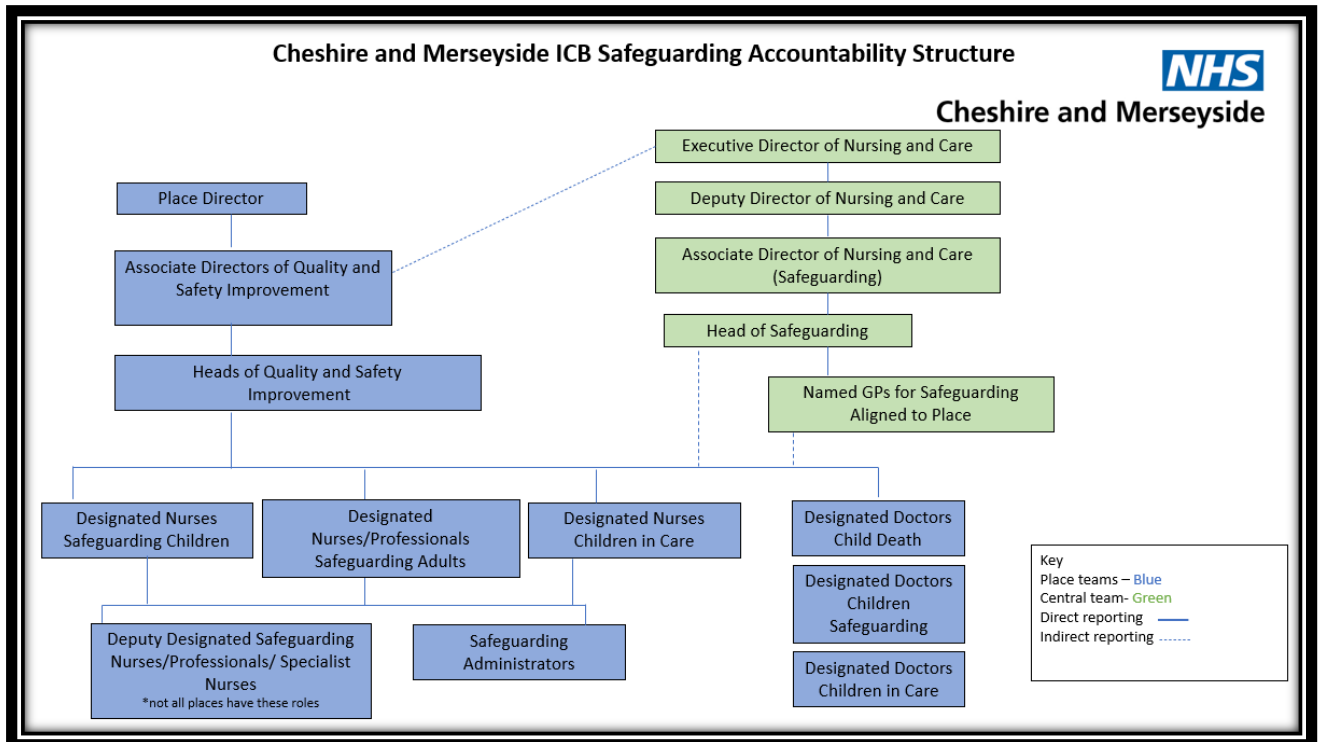 Cheshire and Merseyside ICB Safeguarding Accountability Structure
NHS
Cheshire and Merseyside
Executive Director of Nursing and Care
Place Director
Deputy Director of Nursing and Care
Associate Directors of Quality and
Safety Improvement
Associate Director of Nursing and Care
(Safeguarding)
Head of Safeguarding
Heads of Quality and Safety
Improvement
Named GPs for Safeguarding
Aligned to Place
Designated Nurses
Safeguarding Children
Designated
Nurses/Professionals
Safeguarding Adults
Designated Nurses
Children in Care
Designated Doctors
Child Death
Designated Doctors
Children
Safeguarding
Designated Doctors
Children in Care
Deputy Designated Safeguarding
Nurses/Professionals/ Specialist
Nurses
*not all places have these roles
Safeguarding
Administrators
Key
Place teams – Blue
Central team- Green
Direct reporting
Indirect reporting